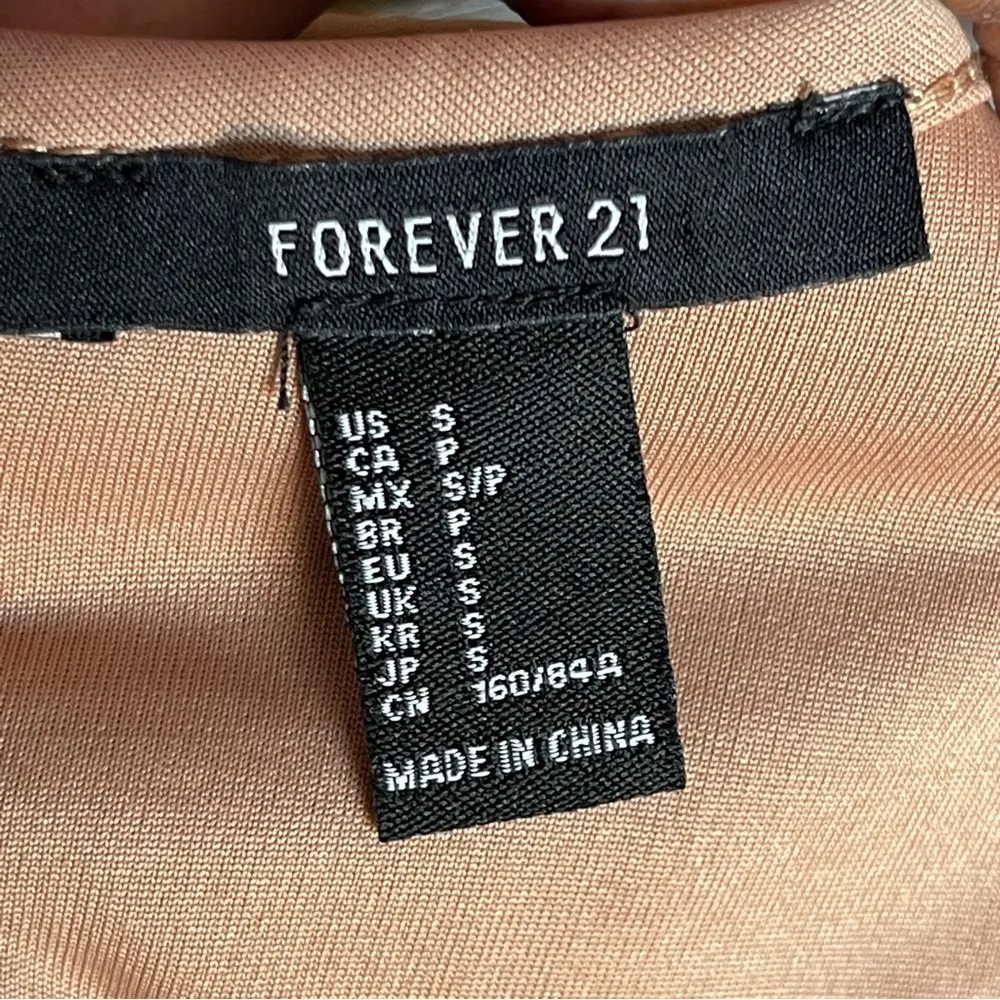 FOREVER 21
US S
CA P
MX S/P
BR P
EU S
UK S
KR S
JP S
CN 160/84A
MADE IN CHINA